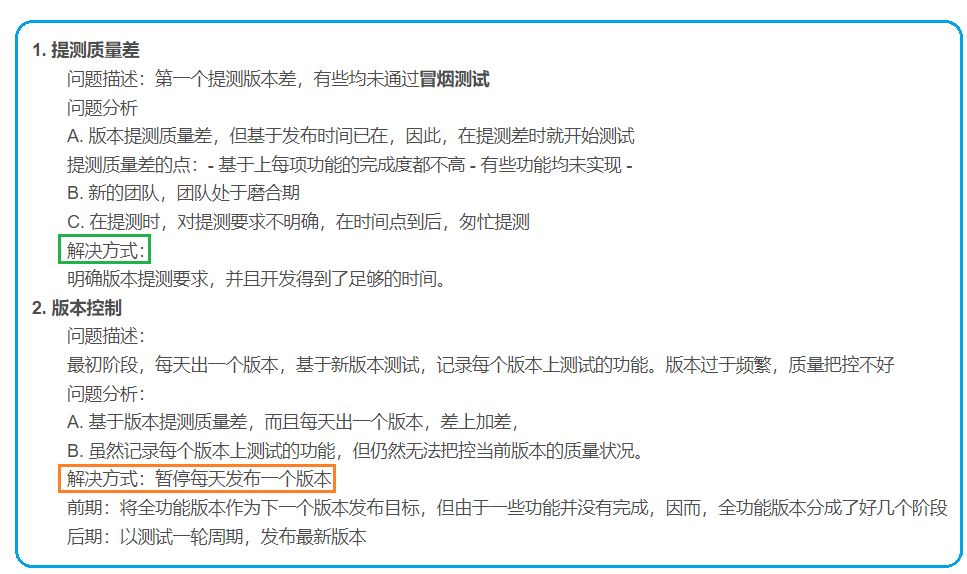 1. 提测质量差
问题描述：第一个提测版本差，有些均未通过冒烟测试
问题分析
A. 版本提测质量差，但基于发布时间已在，因此，在提测差时就开始测试
提测质量差的点：- 基于上每项功能的完成度都不高 - 有些功能均未实现 -
B. 新的团队，团队处于磨合期
C. 在提测时，对提测要求不明确，在时间点到后，匆忙提测
解决方式：
明确版本提测要求，并且开发得到了足够的时间。
2. 版本控制
问题描述：
最初阶段，每天出一个版本，基于新版本测试，记录每个版本上测试的功能。版本过于频繁，质量把控不好
问题分析：
A. 基于版本提测质量差，而且每天出一个版本，差上加差，
B. 虽然记录每个版本上测试的功能，但仍然无法把控当前版本的质量状况。
解决方式：暂停每天发布一个版本
前期：将全功能版本作为下一个版本发布目标，但由于一些功能并没有完成，因而，全功能版本分成了好几个阶段
后期：以测试一轮周期，发布最新版本